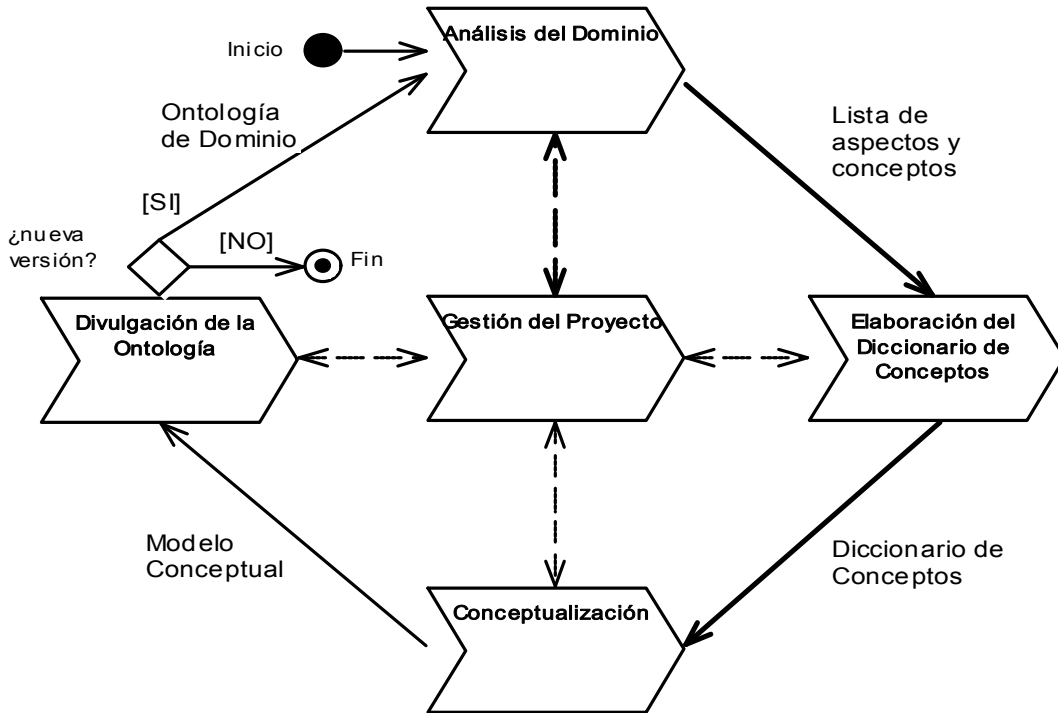 Análisis del Dominio
Inicio
Ontología
de Dominio
Lista de
aspectos y
conceptos
[SI]
¿nueva
versión?
[NO]
Fin
Divulgación de la
Ontología
Gestión del Proyecto
Elaboración del
Diccionario de
Conceptos
Modelo
Conceptual
Diccionario de
Conceptos
Conceptualización